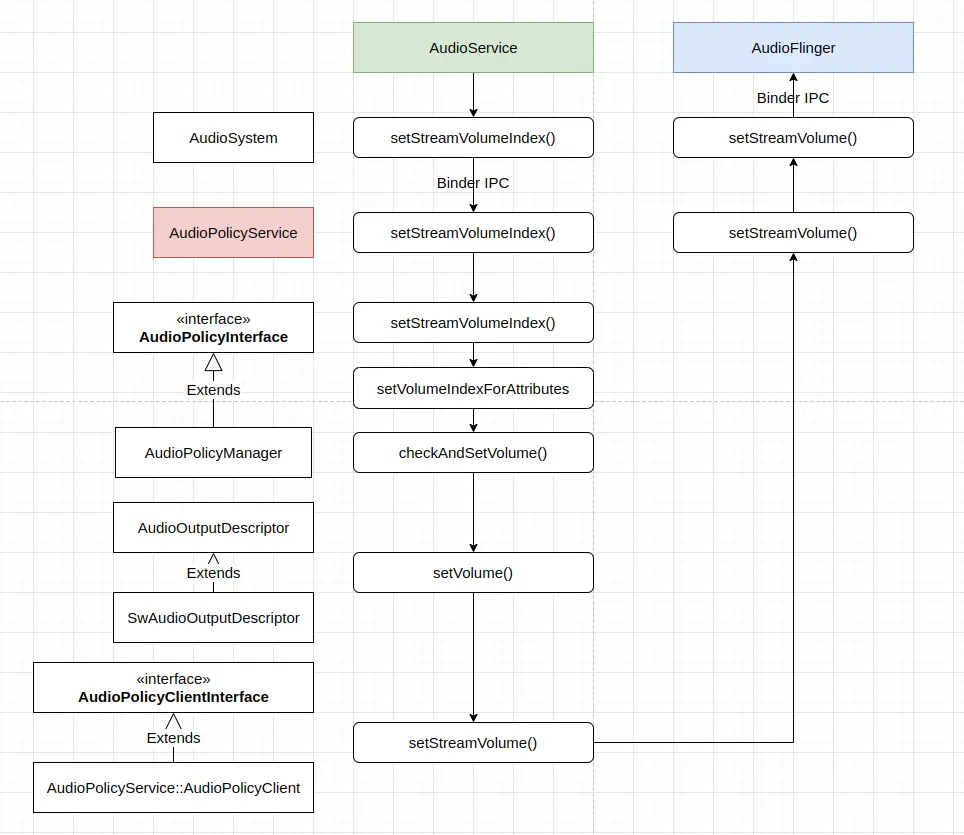 AudioService
AudioFlinger
Binder IPC
AudioSystem
setStreamVolumeIndex()
setStreamVolume()
Binder IPC
AudioPolicyService
setStreamVolumeIndex()
setStreamVolume()
«interface»
AudioPolicyInterface
setStreamVolumeIndex()
Extends
setVolumeIndexForAttributes
AudioPolicyManager
checkAndSetVolume()
AudioOutputDescriptor
Extends
setVolume()
SwAudioOutputDescriptor
«interface»
AudioPolicyClientInterface
Extends
setStreamVolume()
AudioPolicyService::AudioPolicyClient